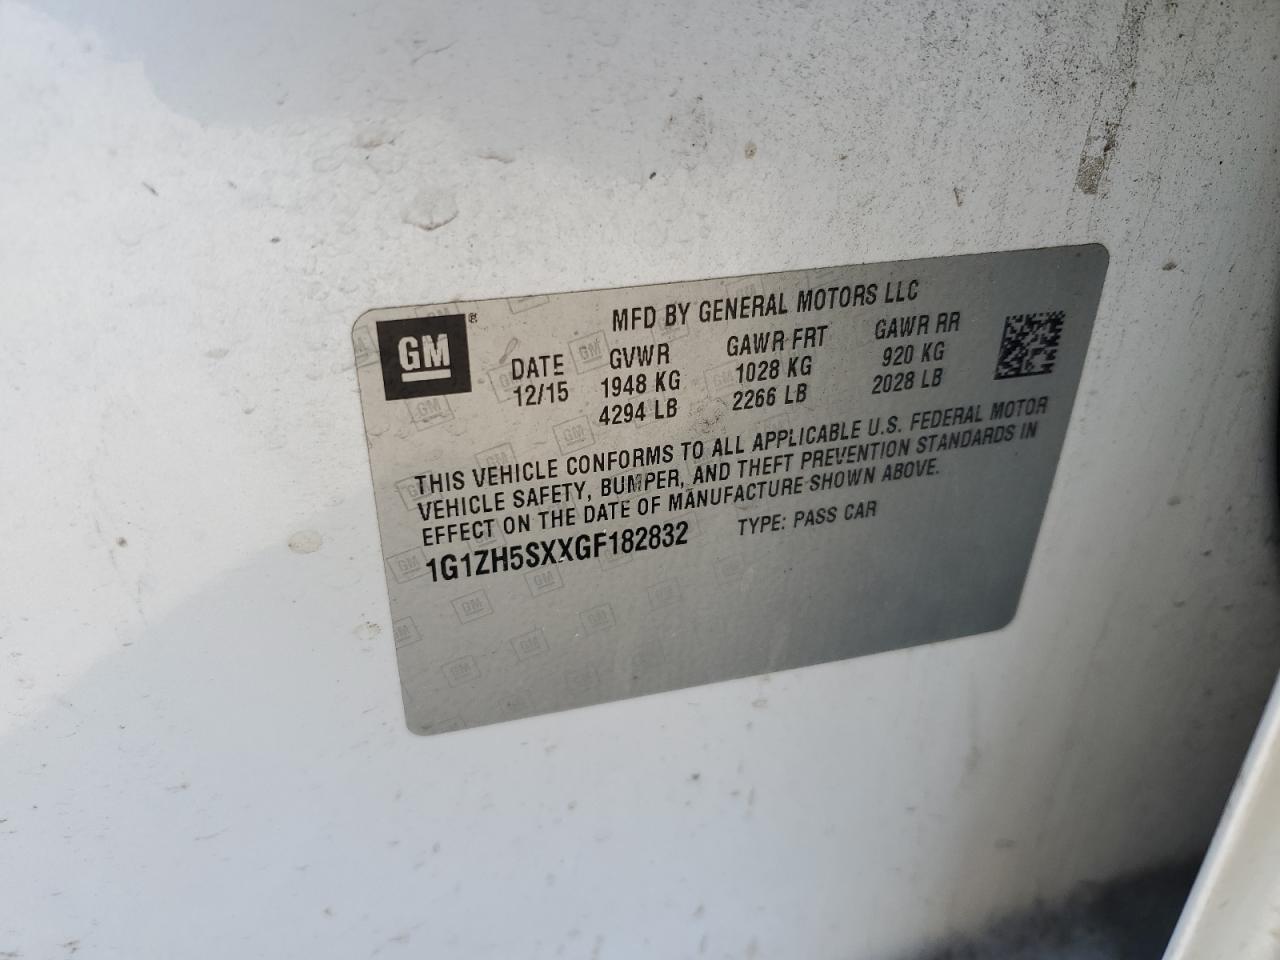 GM®
MFD BY GENERAL MOTORS LLC
DATE GVWR GAWR FRT GAWR RR
12/15 1948 KG 1028 KG 920 KG
4294 LB 2266 LB 2028 LB
THIS VEHICLE CONFORMS TO ALL APPLICABLE U.S. FEDERAL MOTOR
VEHICLE SAFETY, BUMPER, AND THEFT PREVENTION STANDARDS IN
EFFECT ON THE DATE OF MANUFACTURE SHOWN ABOVE.
1G1ZH5SXXGF182832 TYPE: PASS CAR